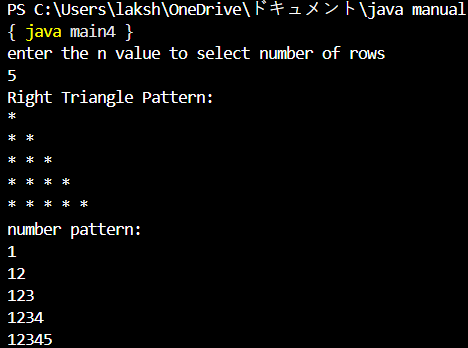 PS C:\Users\laksh\OneDrive\ドキュメント\java manual
{ java main4 }
enter the n value to select number of rows
5
Right Triangle Pattern:
*
* *
* * *
* * * *
* * * * *
number pattern:
1
12
123
1234
12345